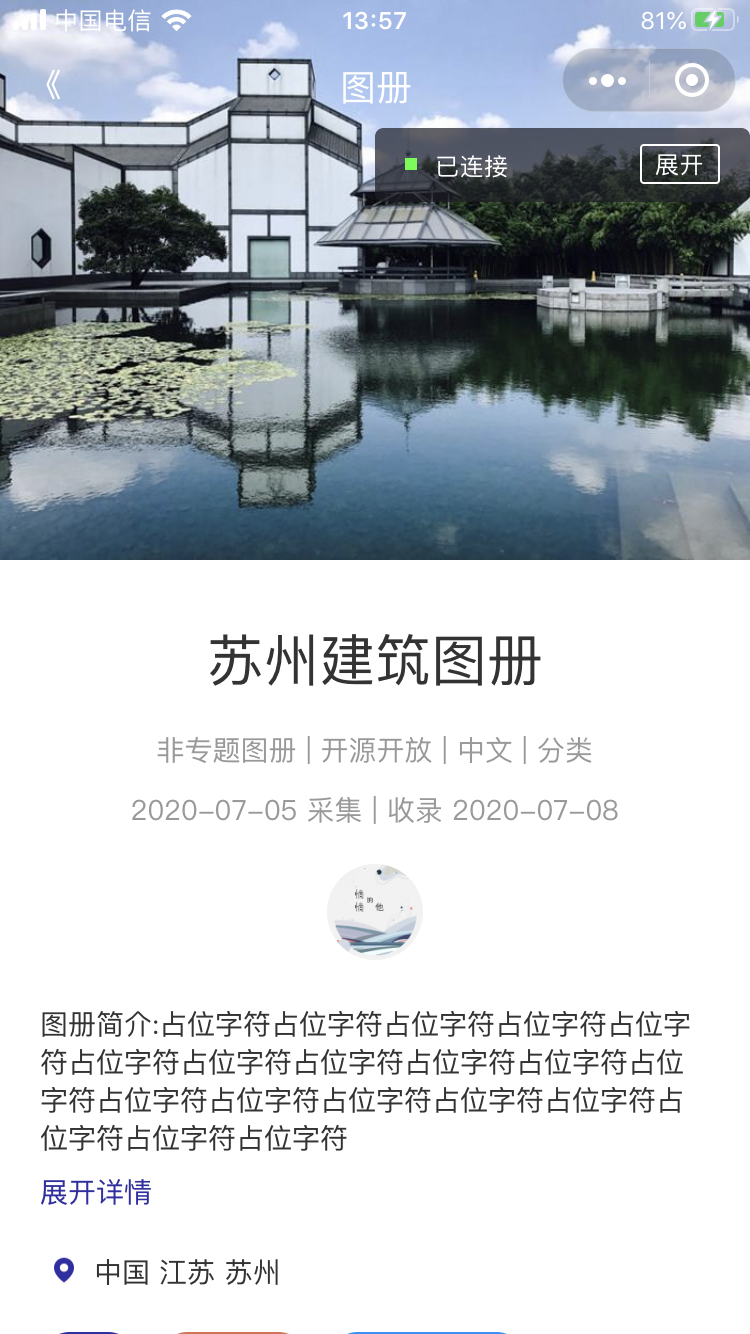 中国电信
13:57
81%
图册
已连接
展开
苏州建筑图册
非专题图册 | 开源开放 | 中文 | 分类
2020-07-05 采集 | 收录 2020-07-08
图册简介:占位字符占位字符占位字符占位字符占位字
符占位字符占位字符占位字符占位字符占位字符占位
字符占位字符占位字符占位字符占位字符占位字符占
位字符占位字符占位字符
展开详情
中国 江苏 苏州